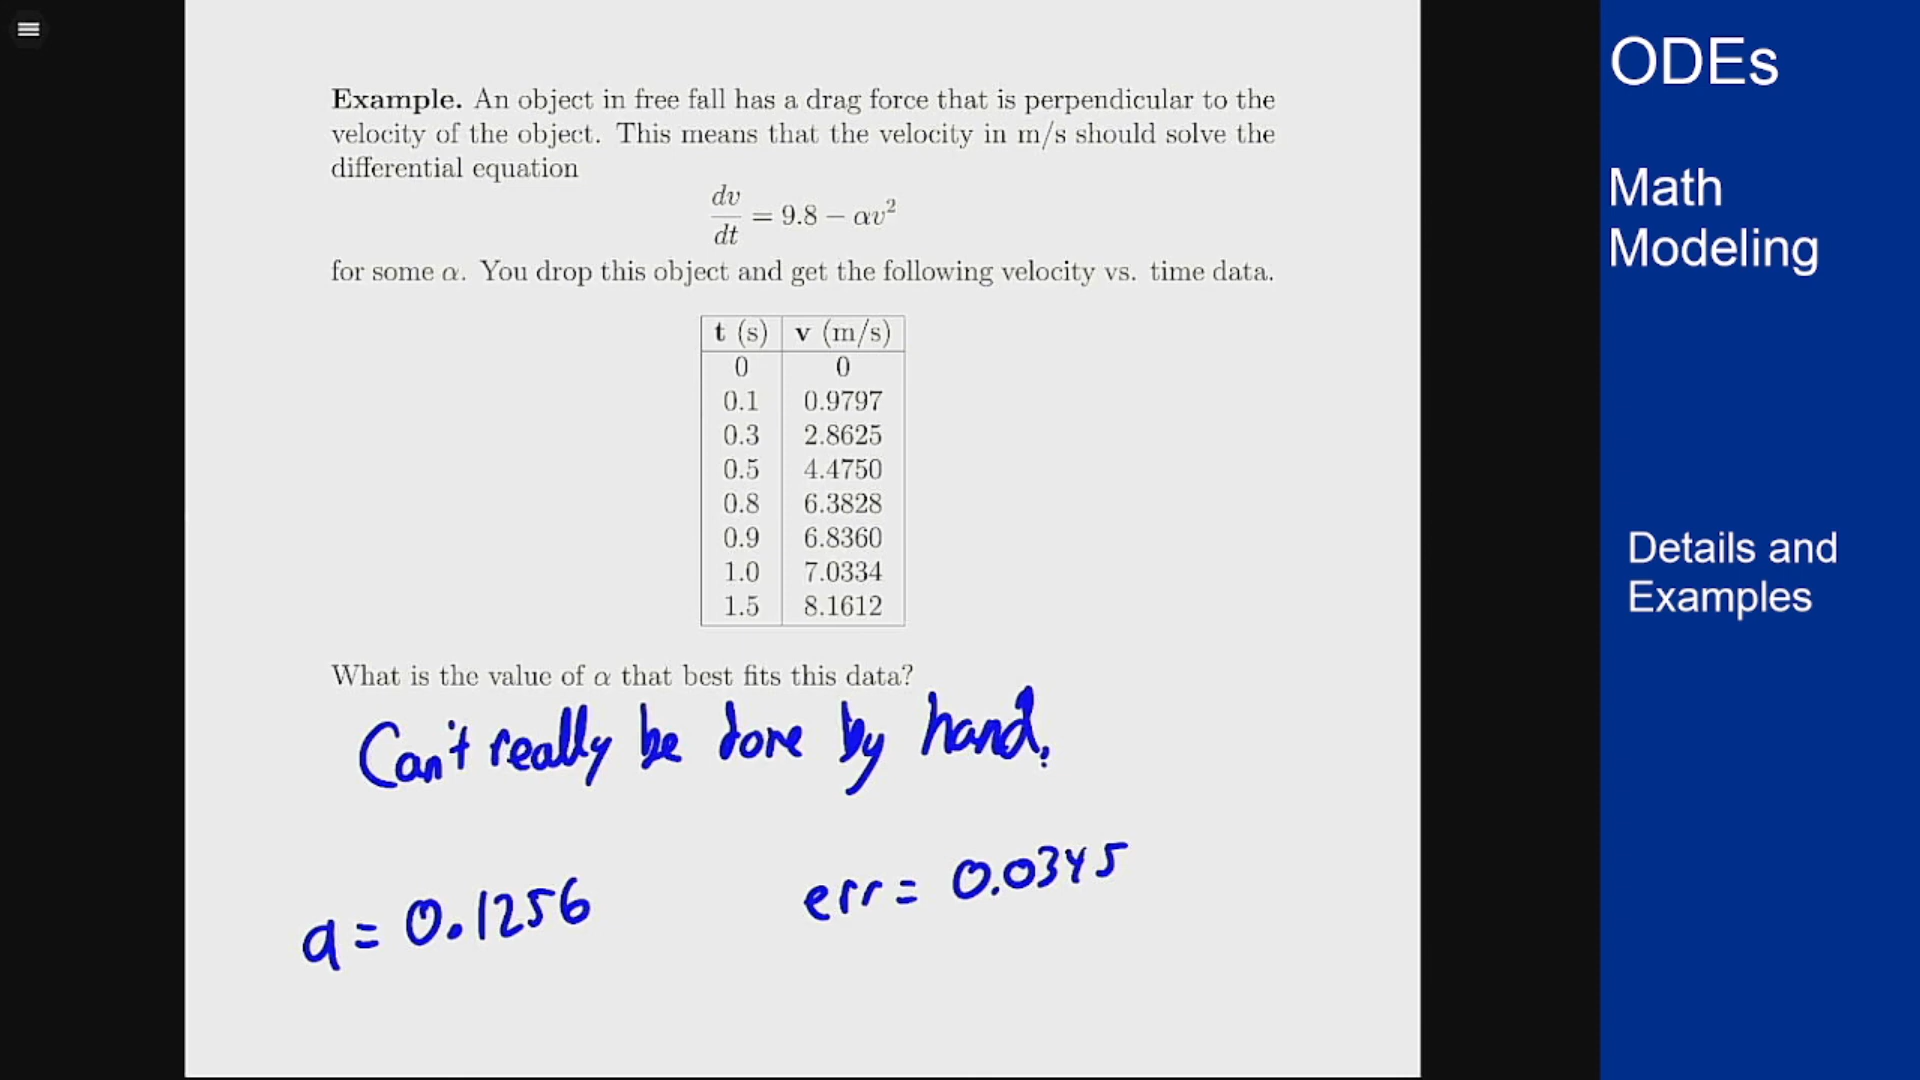 Example. An object in free fall has a drag force that is perpendicular to the
velocity of the object. This means that the velocity in m/s should solve the
differential equation
dv/dt = 9.8 − αv²
for some α. You drop this object and get the following velocity vs. time data.
t (s) v (m/s)
0 0
0.1 0.9797
0.3 2.8625
0.5 4.4750
0.8 6.3828
0.9 6.8360
1.0 7.0334
1.5 8.1612
What is the value of α that best fits this data?
Can't really be done by hand.
a = 0.1256 err = 0.0345
ODEs
Math
Modeling
Details and
Examples